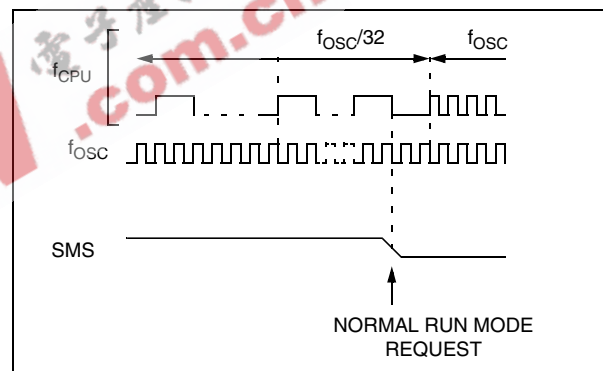 fOSC/32
fOSC
fCPU
fOSC
SMS
NORMAL RUN MODE
REQUEST
.com.cn